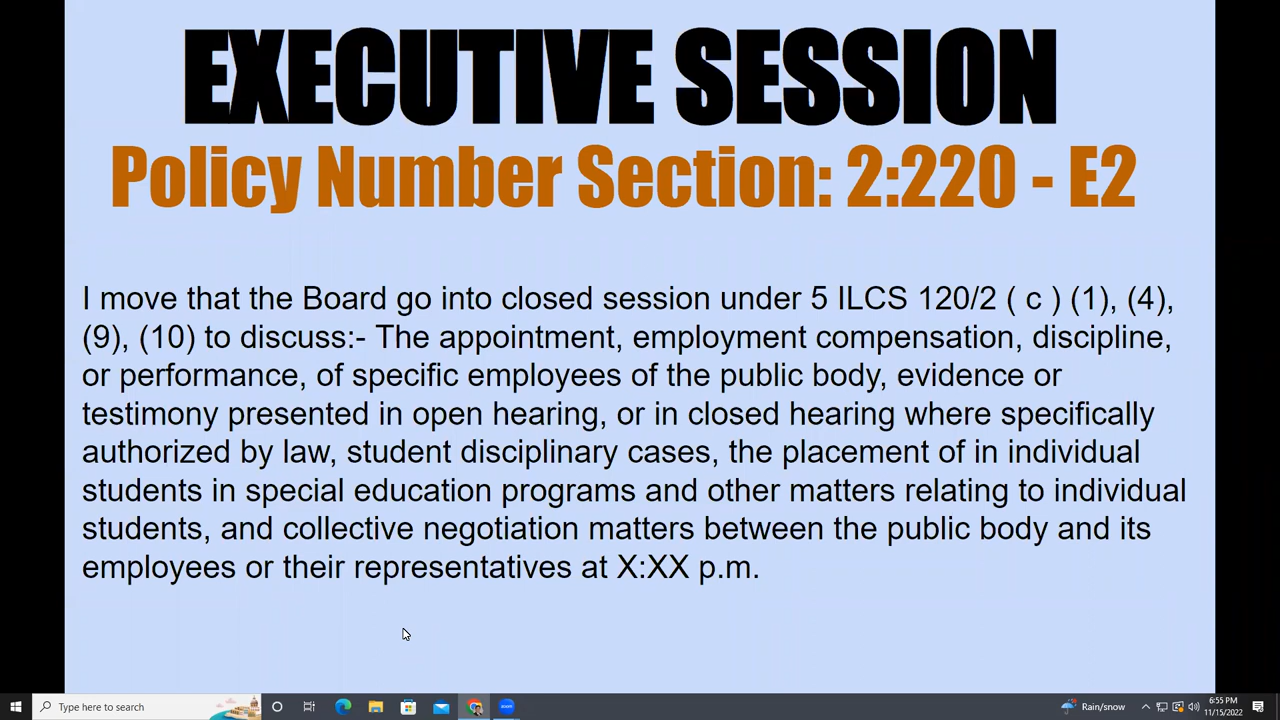 EXECUTIVE SESSION
Policy Number Section: 2:220 - E2
I move that the Board go into closed session under 5 ILCS 120/2 ( c ) (1), (4),
(9), (10) to discuss:- The appointment, employment compensation, discipline,
or performance, of specific employees of the public body, evidence or
testimony presented in open hearing, or in closed hearing where specifically
authorized by law, student disciplinary cases, the placement of in individual
students in special education programs and other matters relating to individual
students, and collective negotiation matters between the public body and its
employees or their representatives at X:XX p.m.
Type here to search
zoom
Rain/snow
6:55 PM
11/15/2022